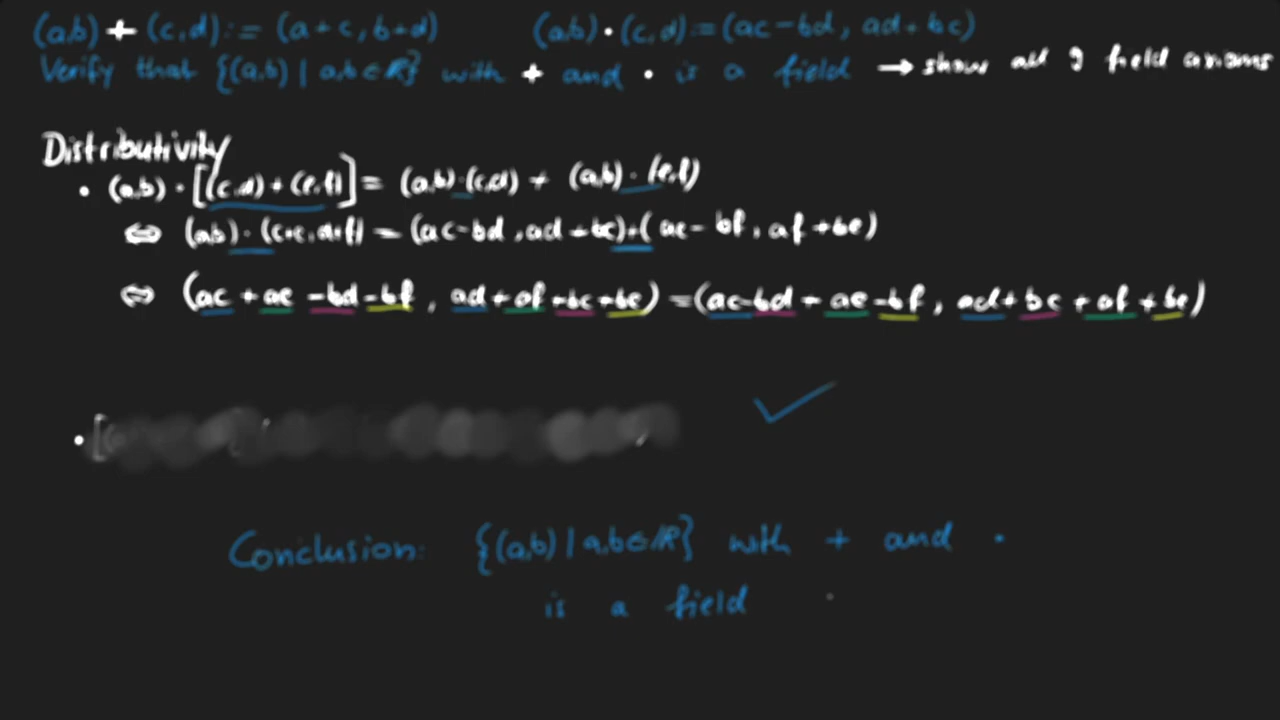 (a,b) + (c,d) := (a+c, b+d) (a,b) · (c,d) = (ac-bd, ad+bc)
Verify that {(a,b) | a,b∈ℝ} with + and · is a field → show all 9 field axioms
Distributivity
• (a,b) · [(c,d) + (e,f)] = (a,b) · (c,d) + (a,b) · (e,f)
⇔ (a,b) · (c+e, d+f) = (ac-bd, ad+bc) + (ae-bf, af+be)
⇔ (ac + ae - bd - bf, ad + af + bc + be) = (ac-bd + ae - bf, ad + bc + af + be)
• [
Conclusion: {(a,b) | a,b∈ℝ} with + and ·
is a field